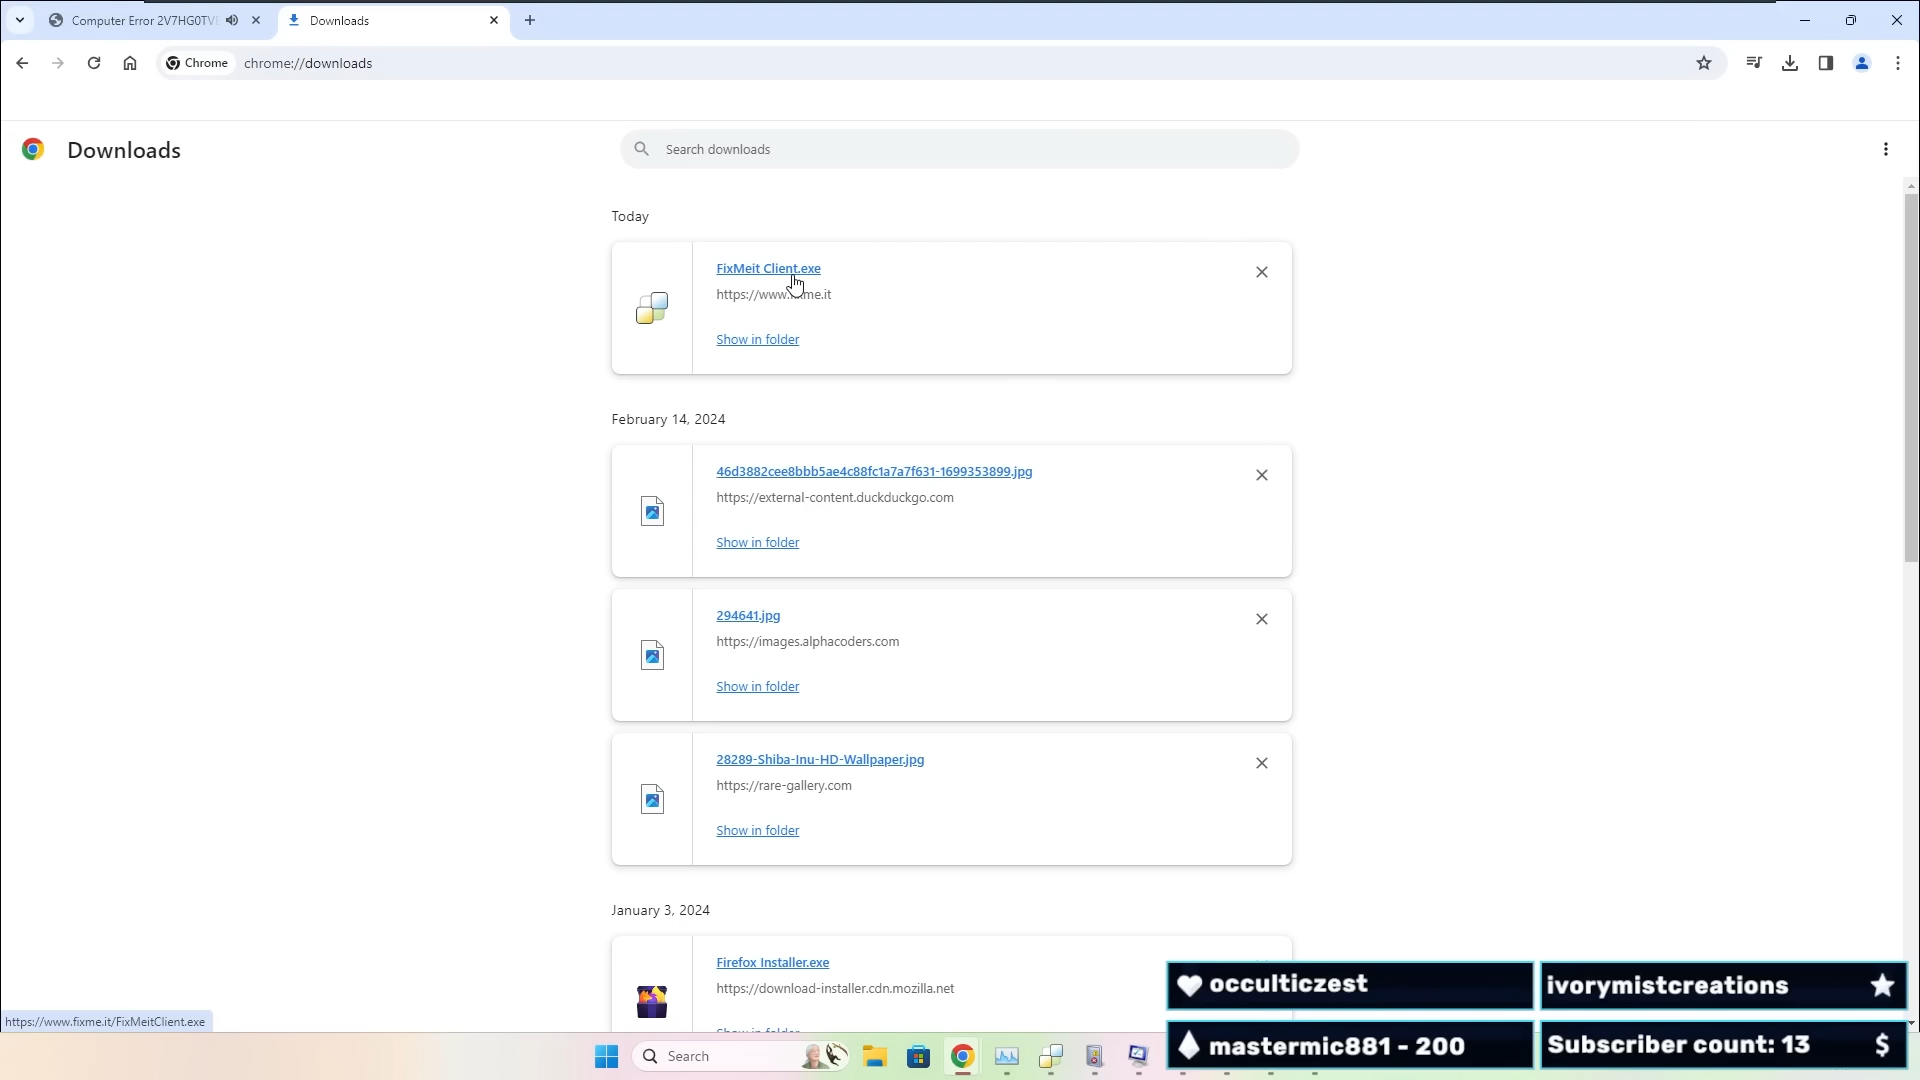 Computer Error 2V7HG0TV
Downloads
Chrome
chrome://downloads
Downloads
Search downloads
Today
FixMeit Client.exe
https://www.me.it
Show in folder
February 14, 2024
46d3882cee8bbb5ae4c88fc1a7a7f631-1699353899.jpg
https://external-content.duckduckgo.com
Show in folder
294641.jpg
https://images.alphacoders.com
Show in folder
28289-Shiba-Inu-HD-Wallpaper.jpg
https://rare-gallery.com
Show in folder
January 3, 2024
Firefox Installer.exe
https://download-installer.cdn.mozilla.net
Show in folder
https://www.fixme.it/FixMeitClient.exe
Search
occulticzest
ivorymistcreations
mastermic881 - 200
Subscriber count: 13 $